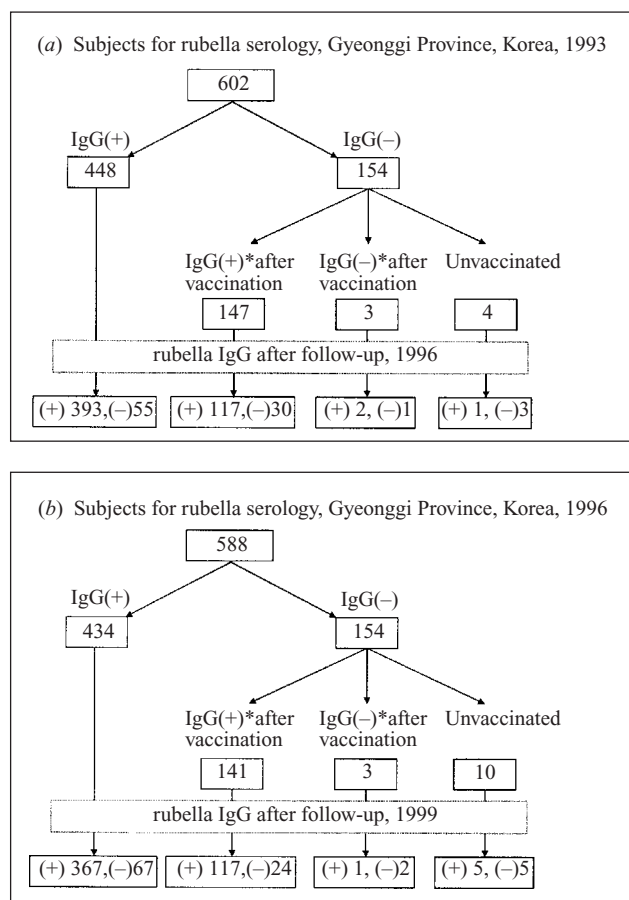 (a) Subjects for rubella serology, Gyeonggi Province, Korea, 1993
602
IgG(+) IgG(–)
448 154
IgG(+)*after IgG(–)*after Unvaccinated
vaccination vaccination
147 3 4
rubella IgG after follow-up, 1996
(+) 393,(–)55 (+) 117,(–)30 (+) 2, (–)1 (+) 1, (–)3
(b) Subjects for rubella serology, Gyeonggi Province, Korea, 1996
588
IgG(+) IgG(–)
434 154
IgG(+)*after IgG(–)*after Unvaccinated
vaccination vaccination
141 3 10
rubella IgG after follow-up, 1999
(+) 367,(–)67 (+) 117,(–)24 (+) 1, (–)2 (+) 5, (–)5